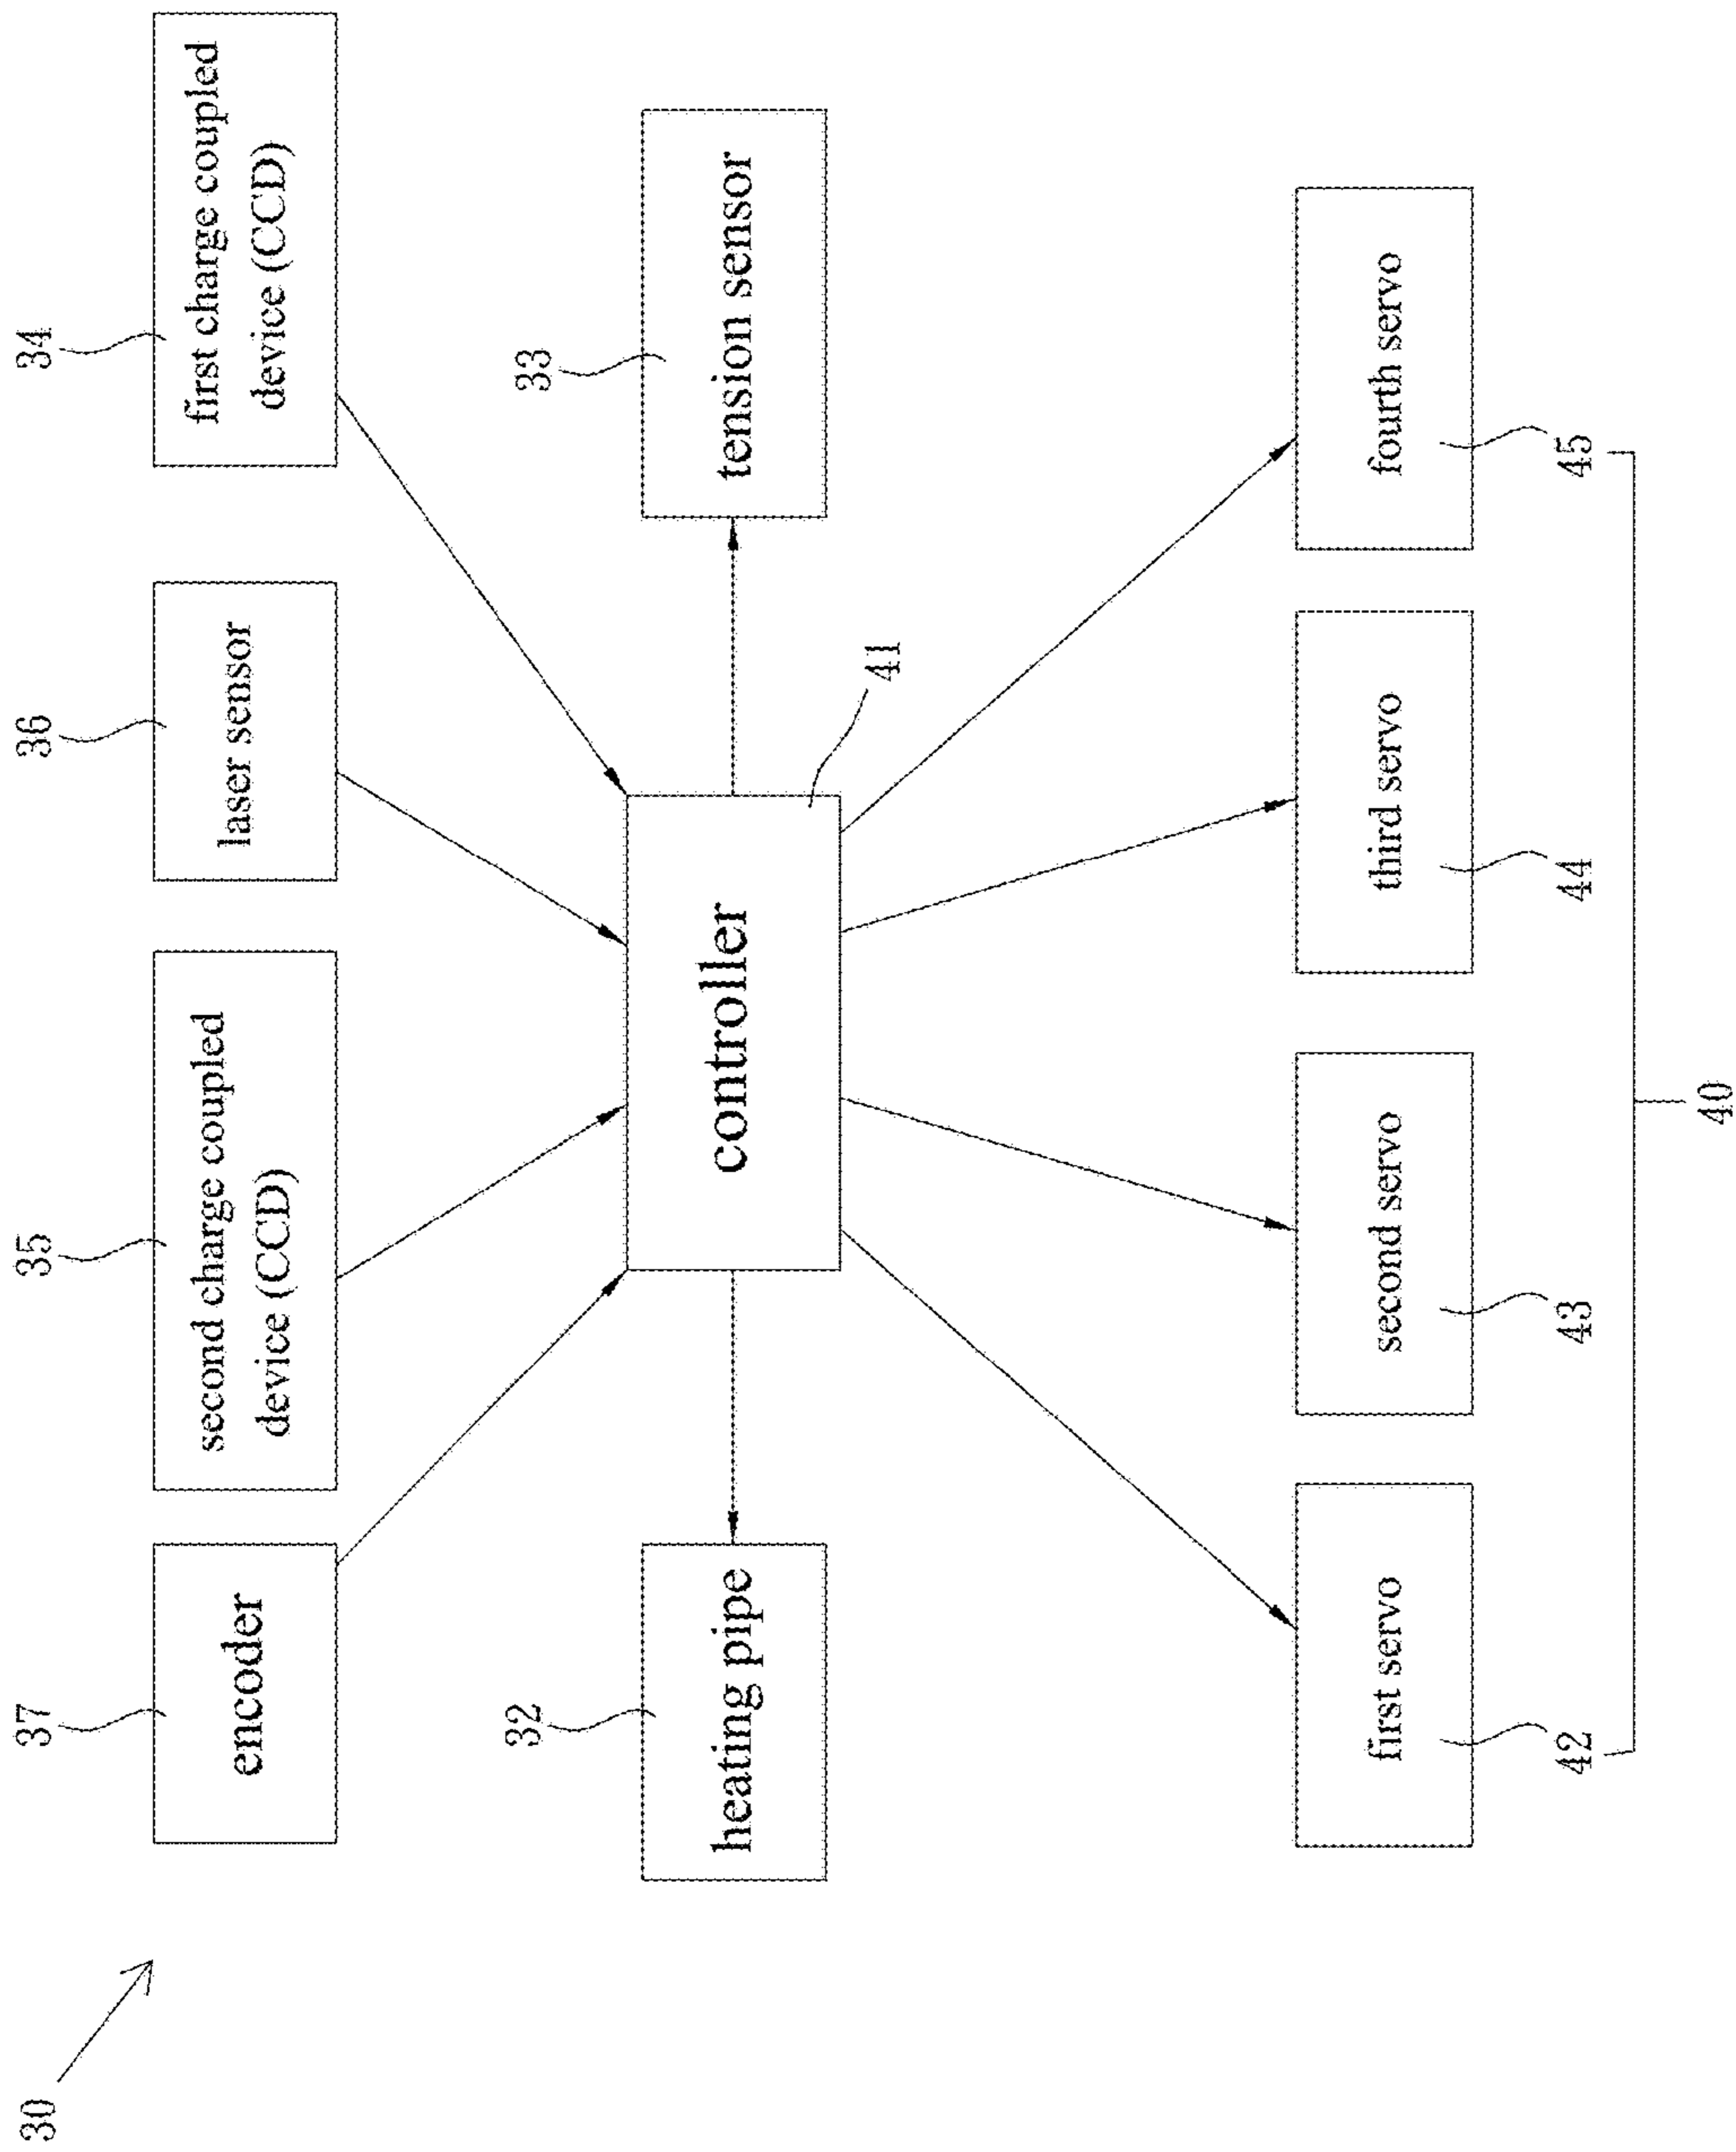 30
37
35
36
34
encoder
second charge coupled
device (CCD)
laser sensor
first charge coupled
device (CCD)
32
33
heating pipe
controller
tension sensor
41
first servo
second servo
third servo
fourth servo
42
43
44
45
40